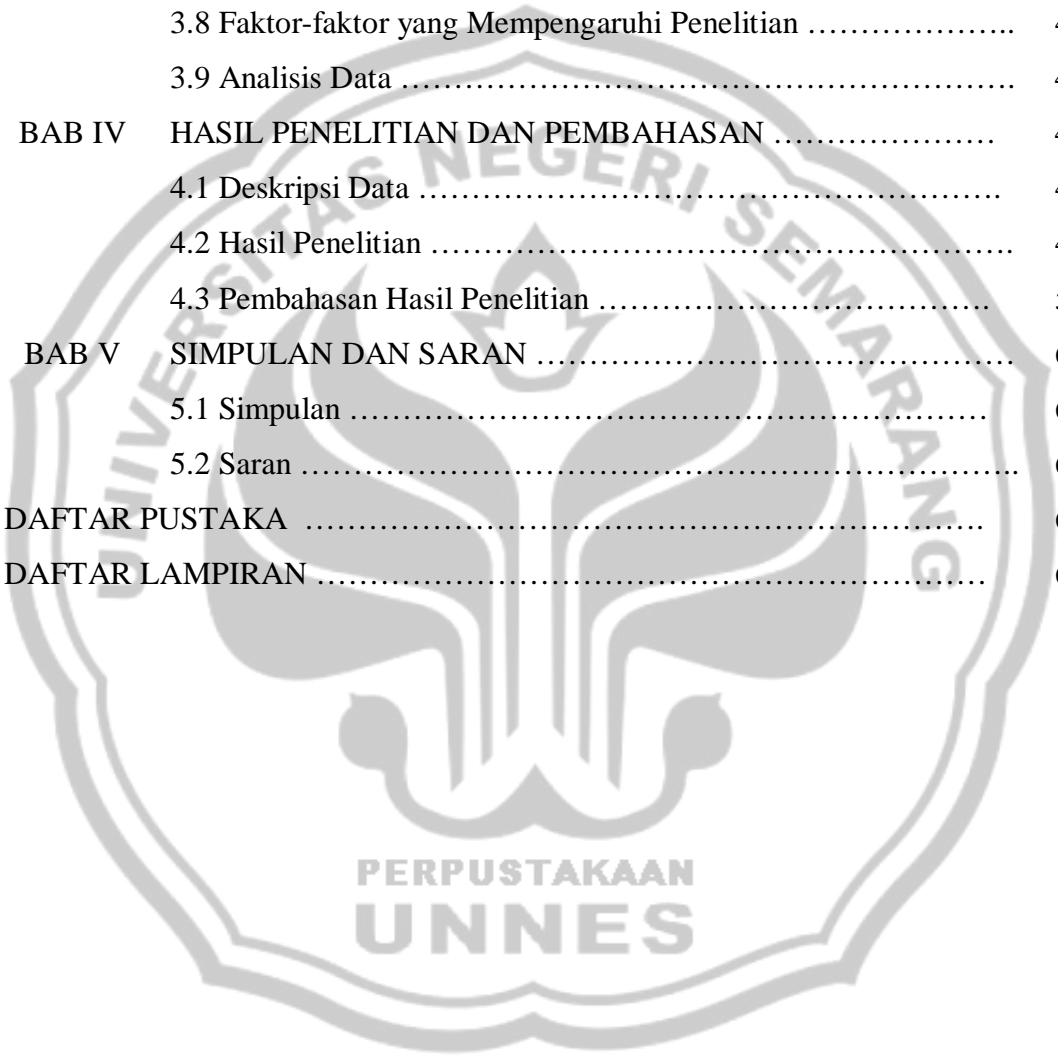 3.8 Faktor-faktor yang Mempengaruhi Penelitian ………………..
3.9 Analisis Data ………………………………………………….
BAB IV HASIL PENELITIAN DAN PEMBAHASAN …………………
4.1 Deskripsi Data ……………………………………………….
4.2 Hasil Penelitian ……………………………………………….
4.3 Pembahasan Hasil Penelitian ……………………………….
BAB V SIMPULAN DAN SARAN ……………………………………….
5.1 Simpulan ……………………………………………………
5.2 Saran …………………………………………………………..
DAFTAR PUSTAKA ……………………………………………………….
DAFTAR LAMPIRAN ………………………………………………………
UNIVERSITAS NEGERI SEMARANG
PERPUSTAKAAN
UNNES